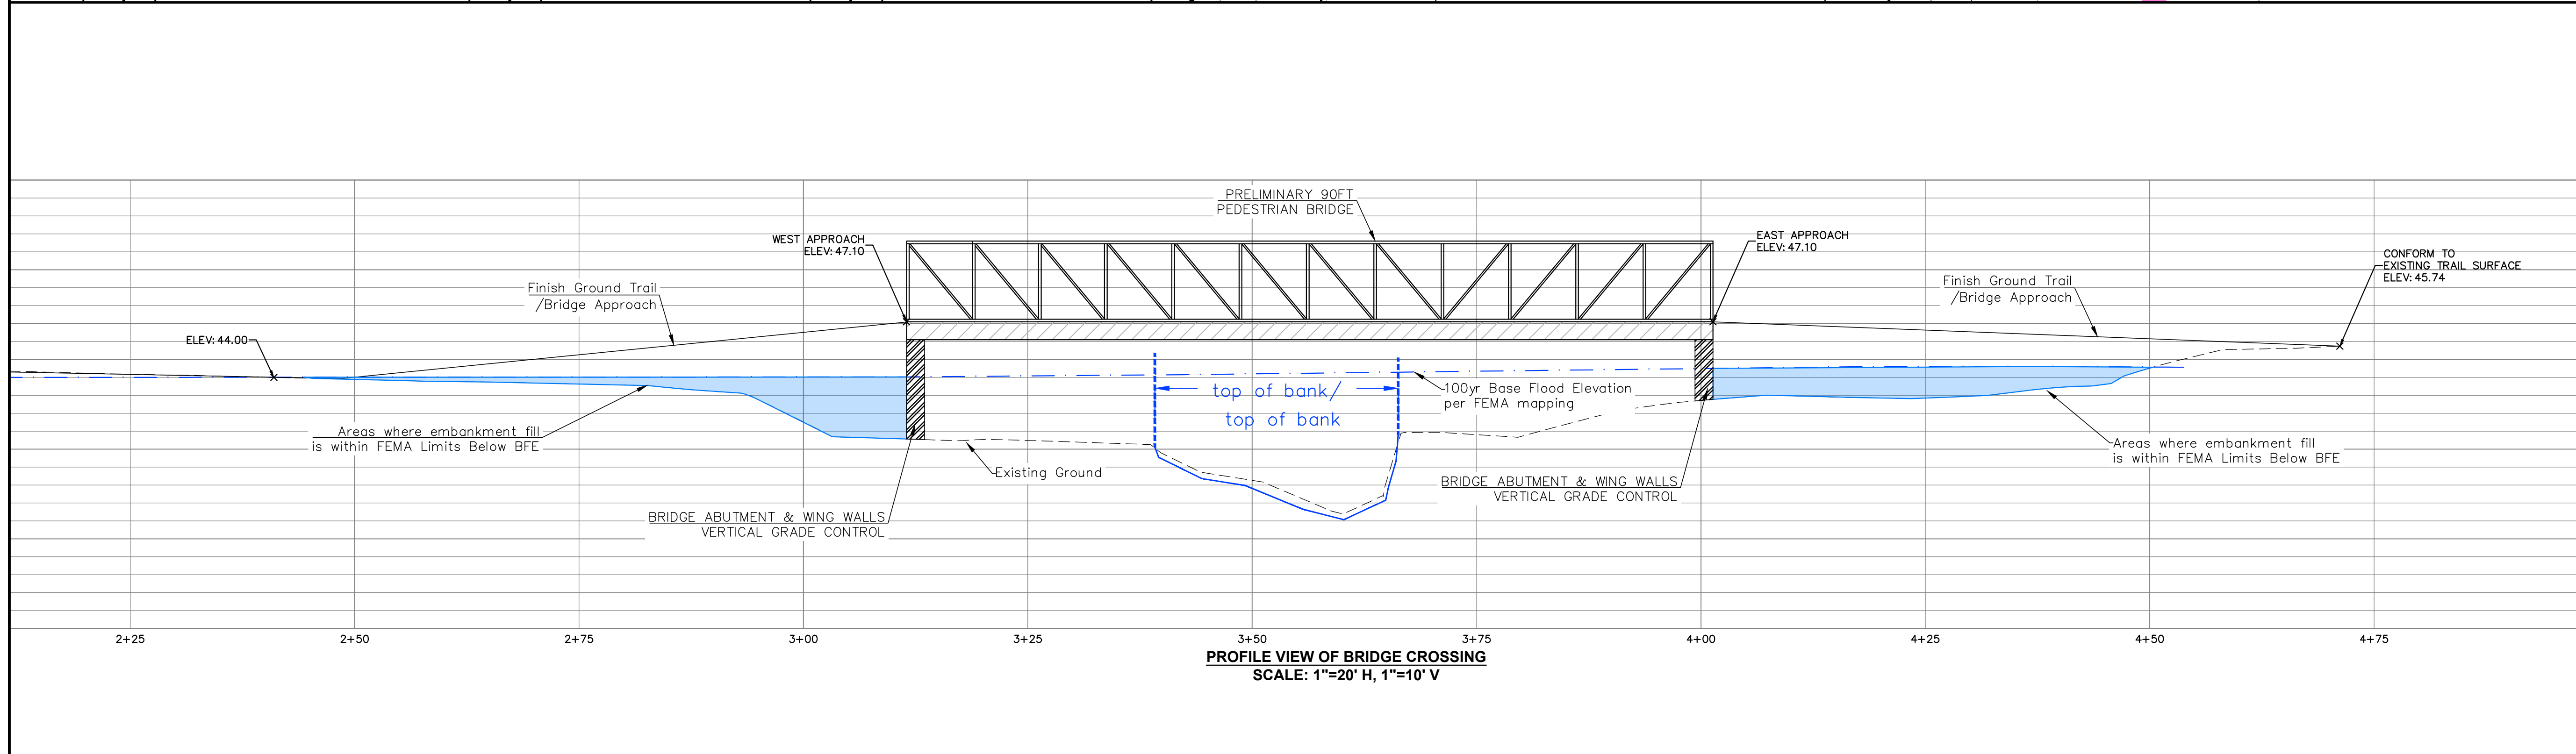 PRELIMINARY 90FT
PEDESTRIAN BRIDGE
WEST APPROACH
ELEV: 47.10
EAST APPROACH
ELEV: 47.10
CONFORM TO
EXISTING TRAIL SURFACE
ELEV: 45.74
Finish Ground Trail
/Bridge Approach
Finish Ground Trail
/Bridge Approach
ELEV: 44.00
top of bank/
top of bank
100yr Base Flood Elevation
per FEMA mapping
Areas where embankment fill
is within FEMA Limits Below BFE
Existing Ground
Areas where embankment fill
is within FEMA Limits Below BFE
BRIDGE ABUTMENT & WING WALLS
VERTICAL GRADE CONTROL
BRIDGE ABUTMENT & WING WALLS
VERTICAL GRADE CONTROL
2+25 2+50 2+75 3+00 3+25 3+50 3+75 4+00 4+25 4+50 4+75
PROFILE VIEW OF BRIDGE CROSSING
SCALE: 1"=20' H, 1"=10' V